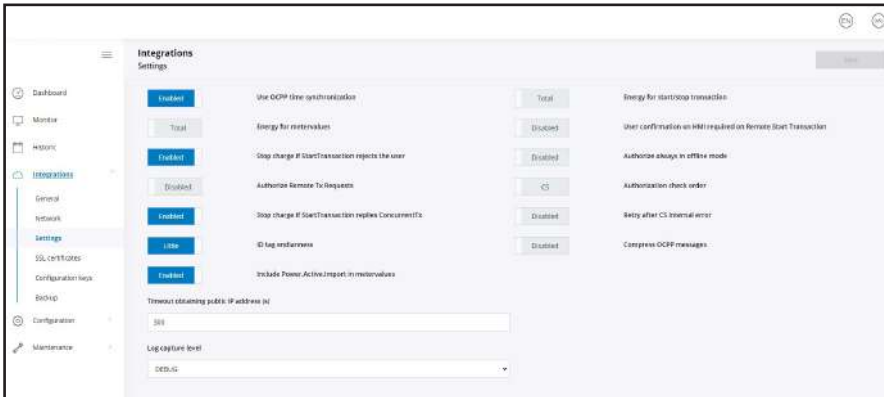 EN
Integrations
Settings
Dashboard
Monitor
Historic
Integrations
General
Network
Settings
SSL certificates
Configuration keys
Backup
Configuration
Maintenance
Enabled Use OCPP time synchronization
Total Energy for start/stop transaction
Total Energy for metervalues
Disabled User confirmation on HMI required on Remote Start Transaction
Enabled Stop charge if StartTransaction rejects the user
Disabled Authorize always in offline mode
Disabled Authorize Remote Tx Requests
CS Authorization check order
Enabled Stop charge if StartTransaction replies ConcurrentTx
Disabled Retry after CS internal error
Little ID tag endianness
Disabled Compress OCPP messages
Enabled Include Power.Active.Import in metervalues
Timeout obtaining public IP address (s)
Log capture level
DEBUG